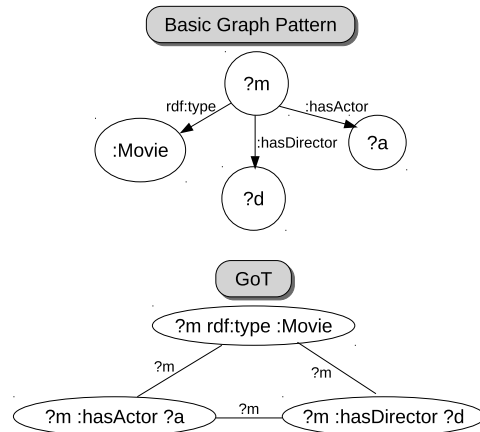 Basic Graph Pattern
?m
rdf:type
:hasActor
:Movie
:hasDirector
?a
?d
GoT
?m rdf:type :Movie
?m
?m
?m
?m :hasActor ?a
?m :hasDirector ?d